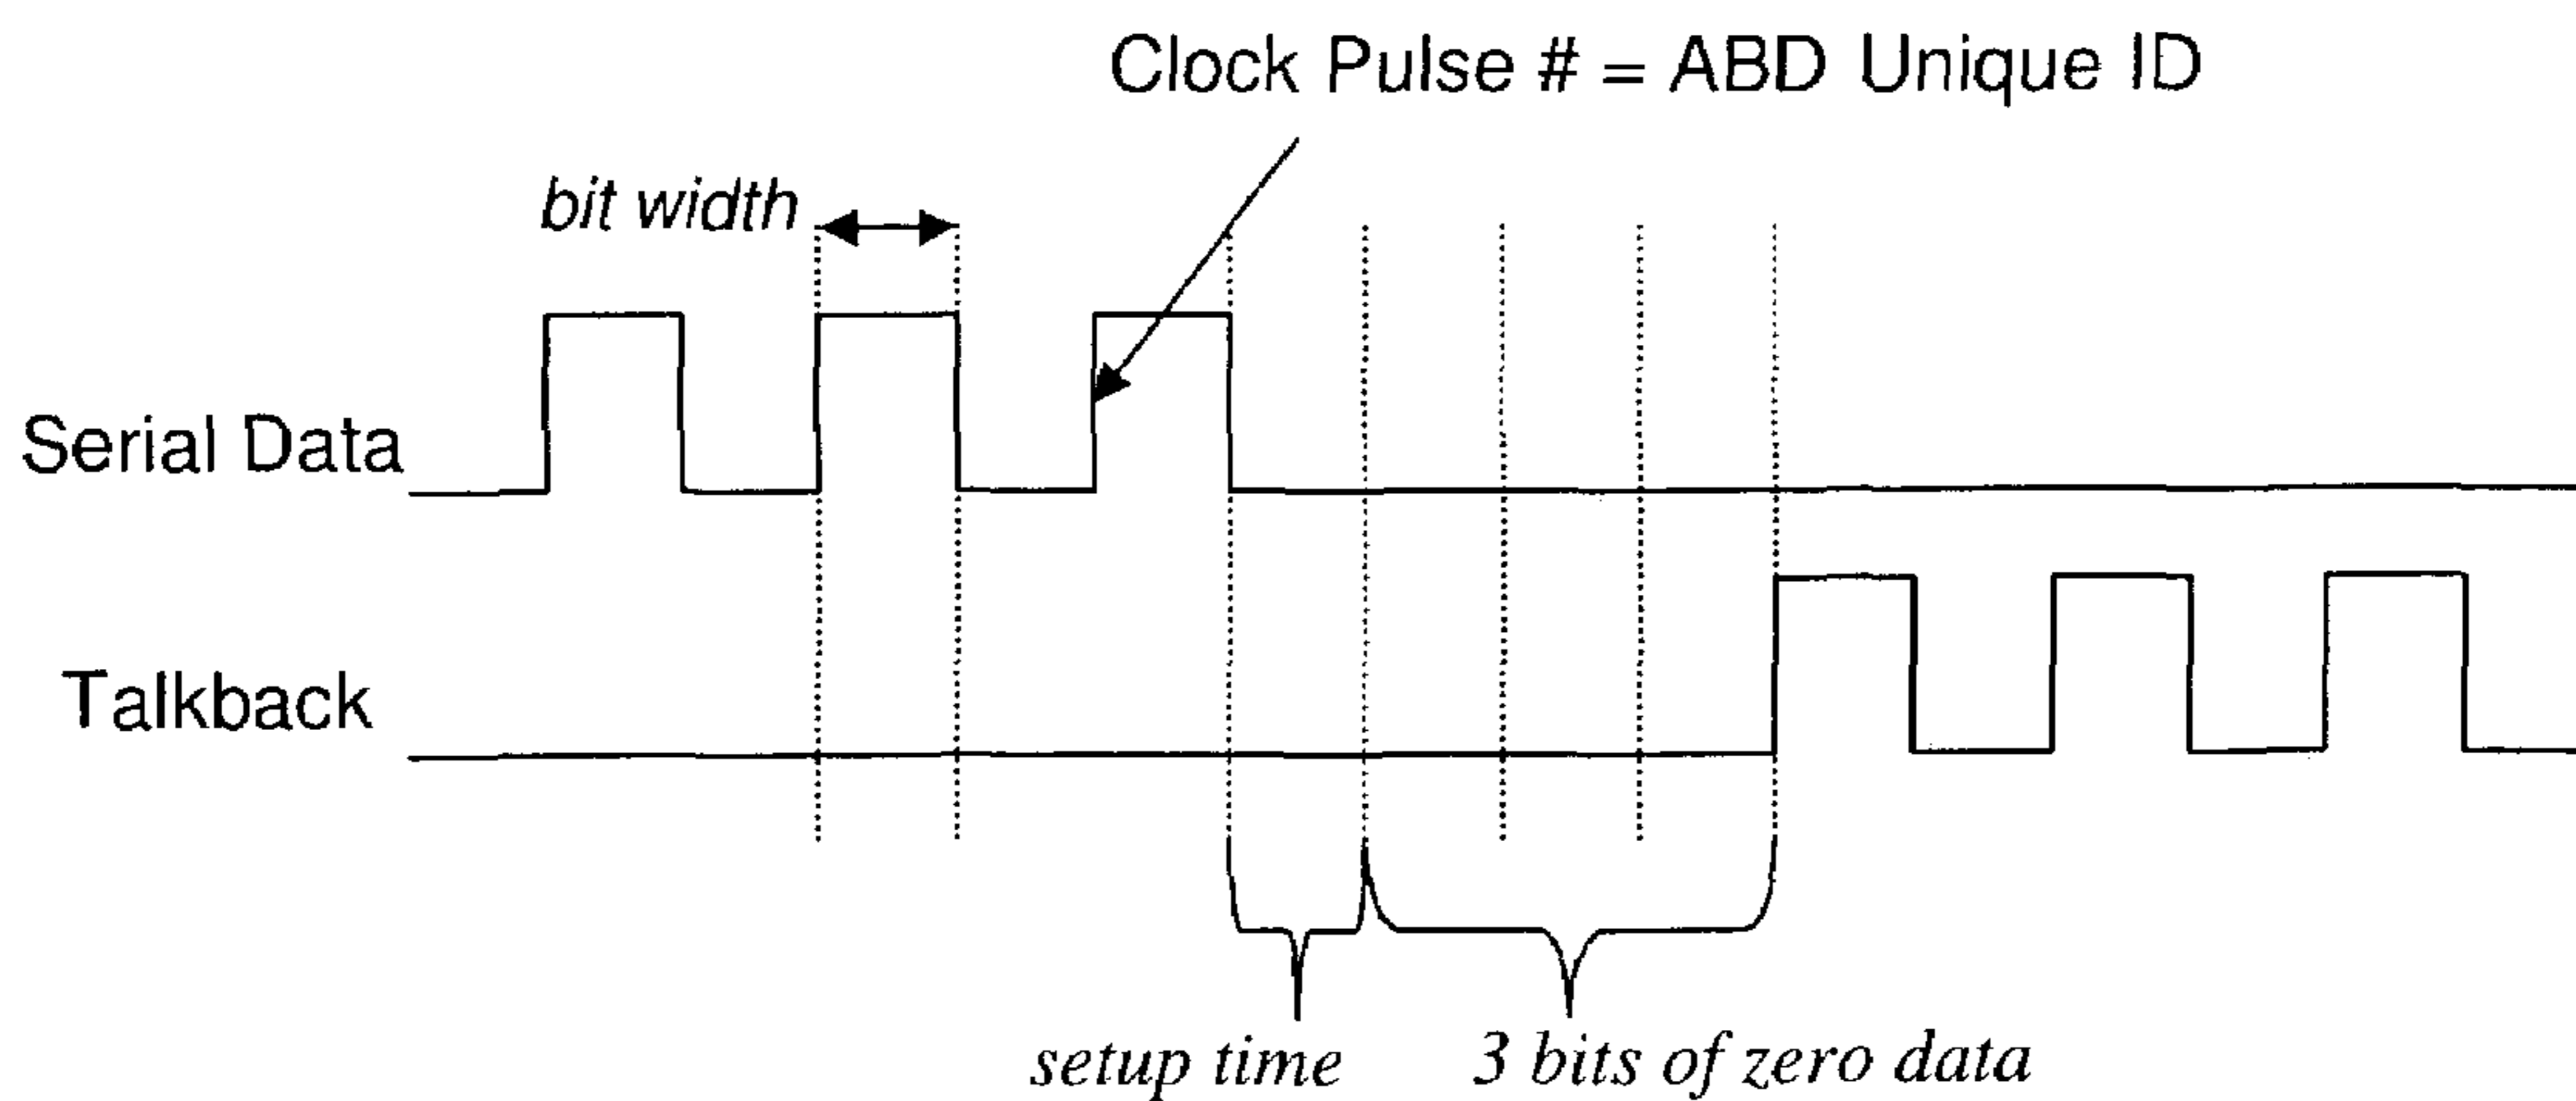 Clock Pulse # = ABD Unique ID
bit width
Serial Data
Talkback
setup time
3 bits of zero data